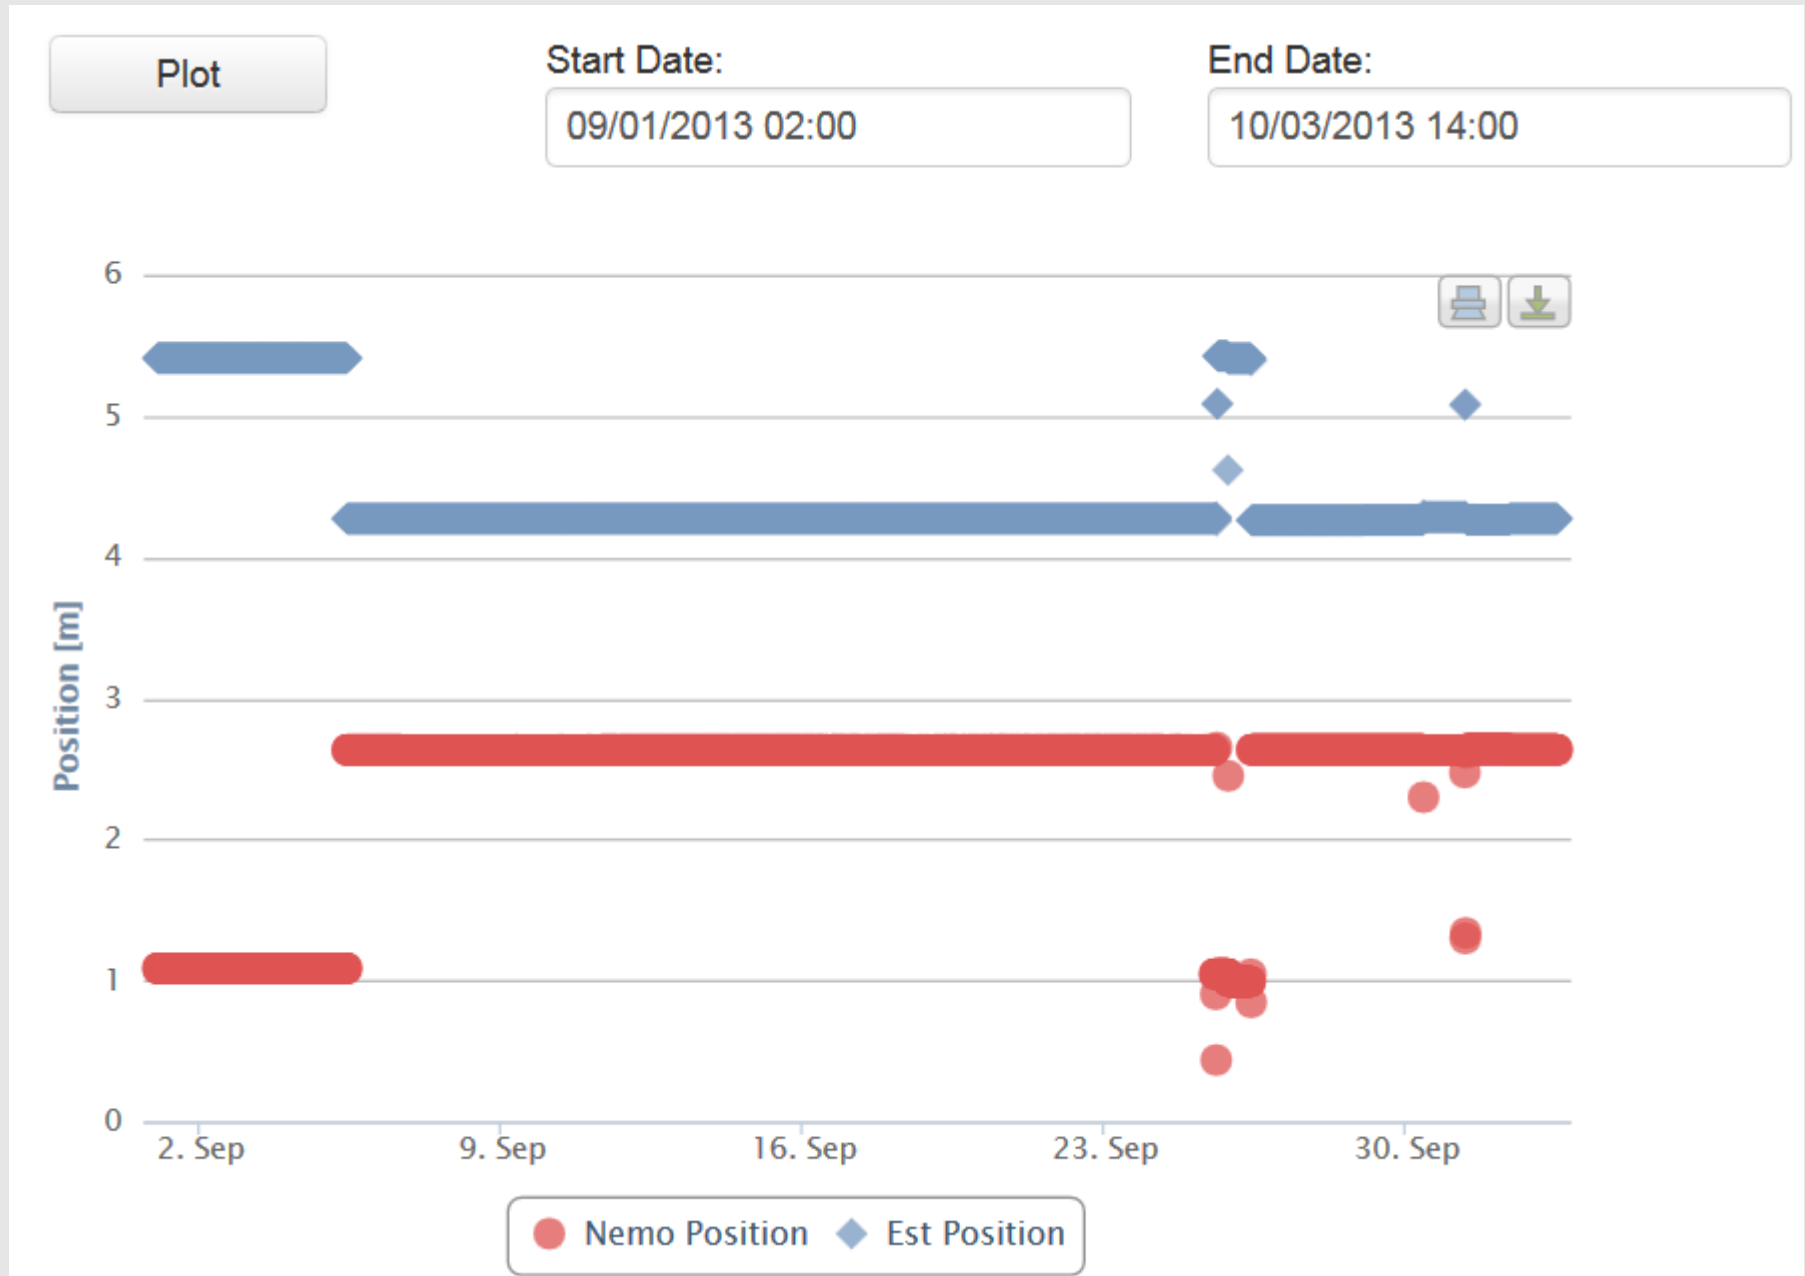 Plot
Start Date:
End Date:
09/01/2013 02:00
10/03/2013 14:00
6
5
4
3
2
1
0
Position [m]
2. Sep
9. Sep
16. Sep
23. Sep
30. Sep
Nemo Position
Est Position